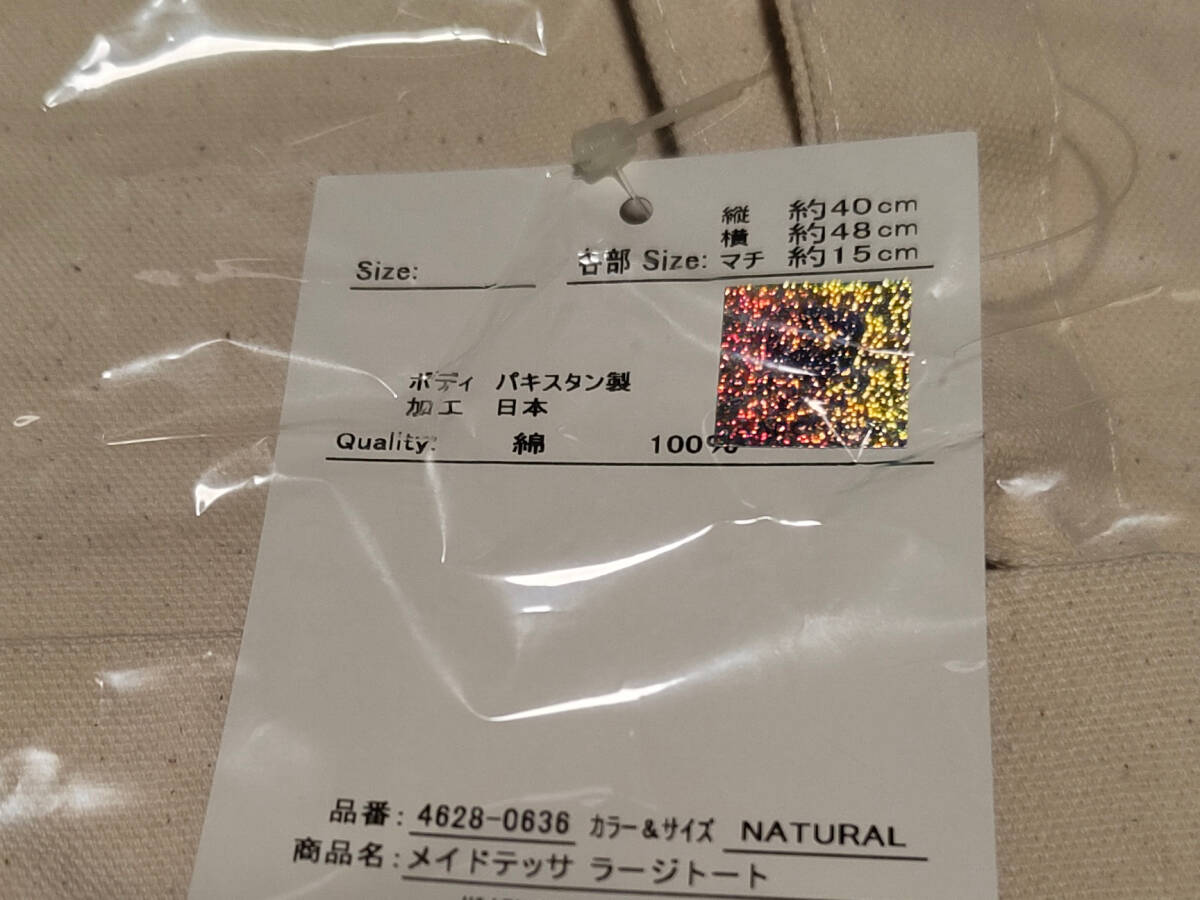 縦 約40cm
横 約48cm
Size: 各部 Size: マチ 約15cm
ボディ パキスタン製
加工 日本
Quality: 綿 100%
品番: 4628-0636 カラー&サイズ NATURAL
商品名: メイドテッサ ラージトート